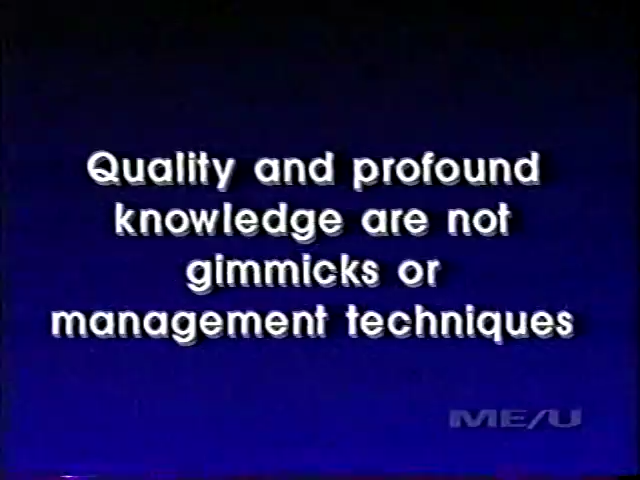 Quality and profound
knowledge are not
gimmicks or
management techniques
ME/U